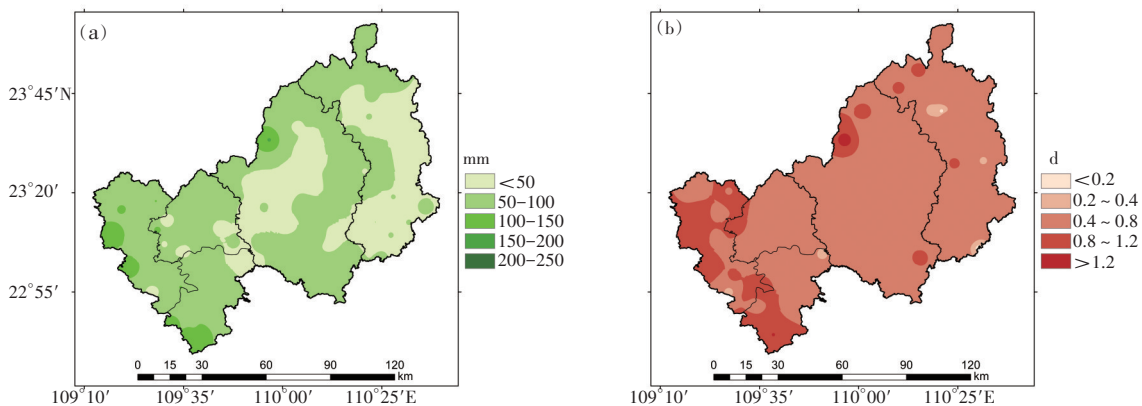 (a)
23°45′N
23°20′
22°55′
mm
<50
50-100
100-150
150-200
200-250
0 15 30 60 90 120
km
109°10′ 109°35′ 110°00′ 110°25′E
(b)
d
<0.2
0.2~0.4
0.4~0.8
0.8~1.2
>1.2
0 15 30 60 90 120
km
109°10′ 109°35′ 110°00′ 110°25′E